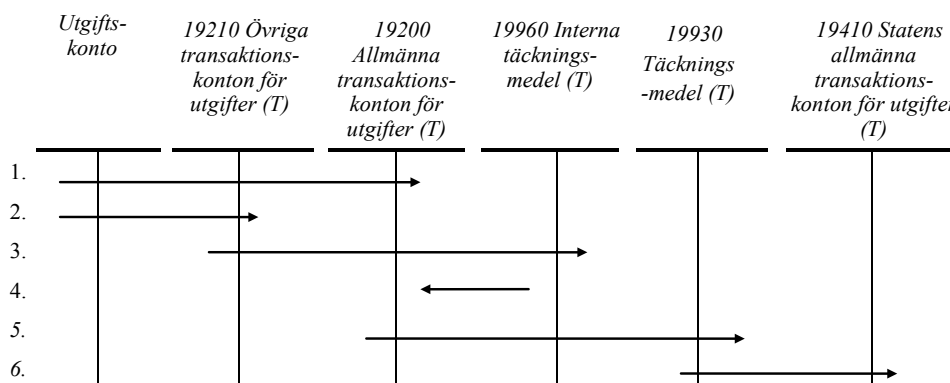 Utgifts-
konto
19210 Övriga
transaktions-
konton för
utgifter (T)
19200
Allmänna
transaktions-
konton för
utgifter (T)
19960 Interna
täcknings-
medel (T)
19930
Täcknings
-medel (T)
19410 Statens
allmänna
transaktions-
konton för utgifter
(T)
1.
2.
3.
4.
5.
6.